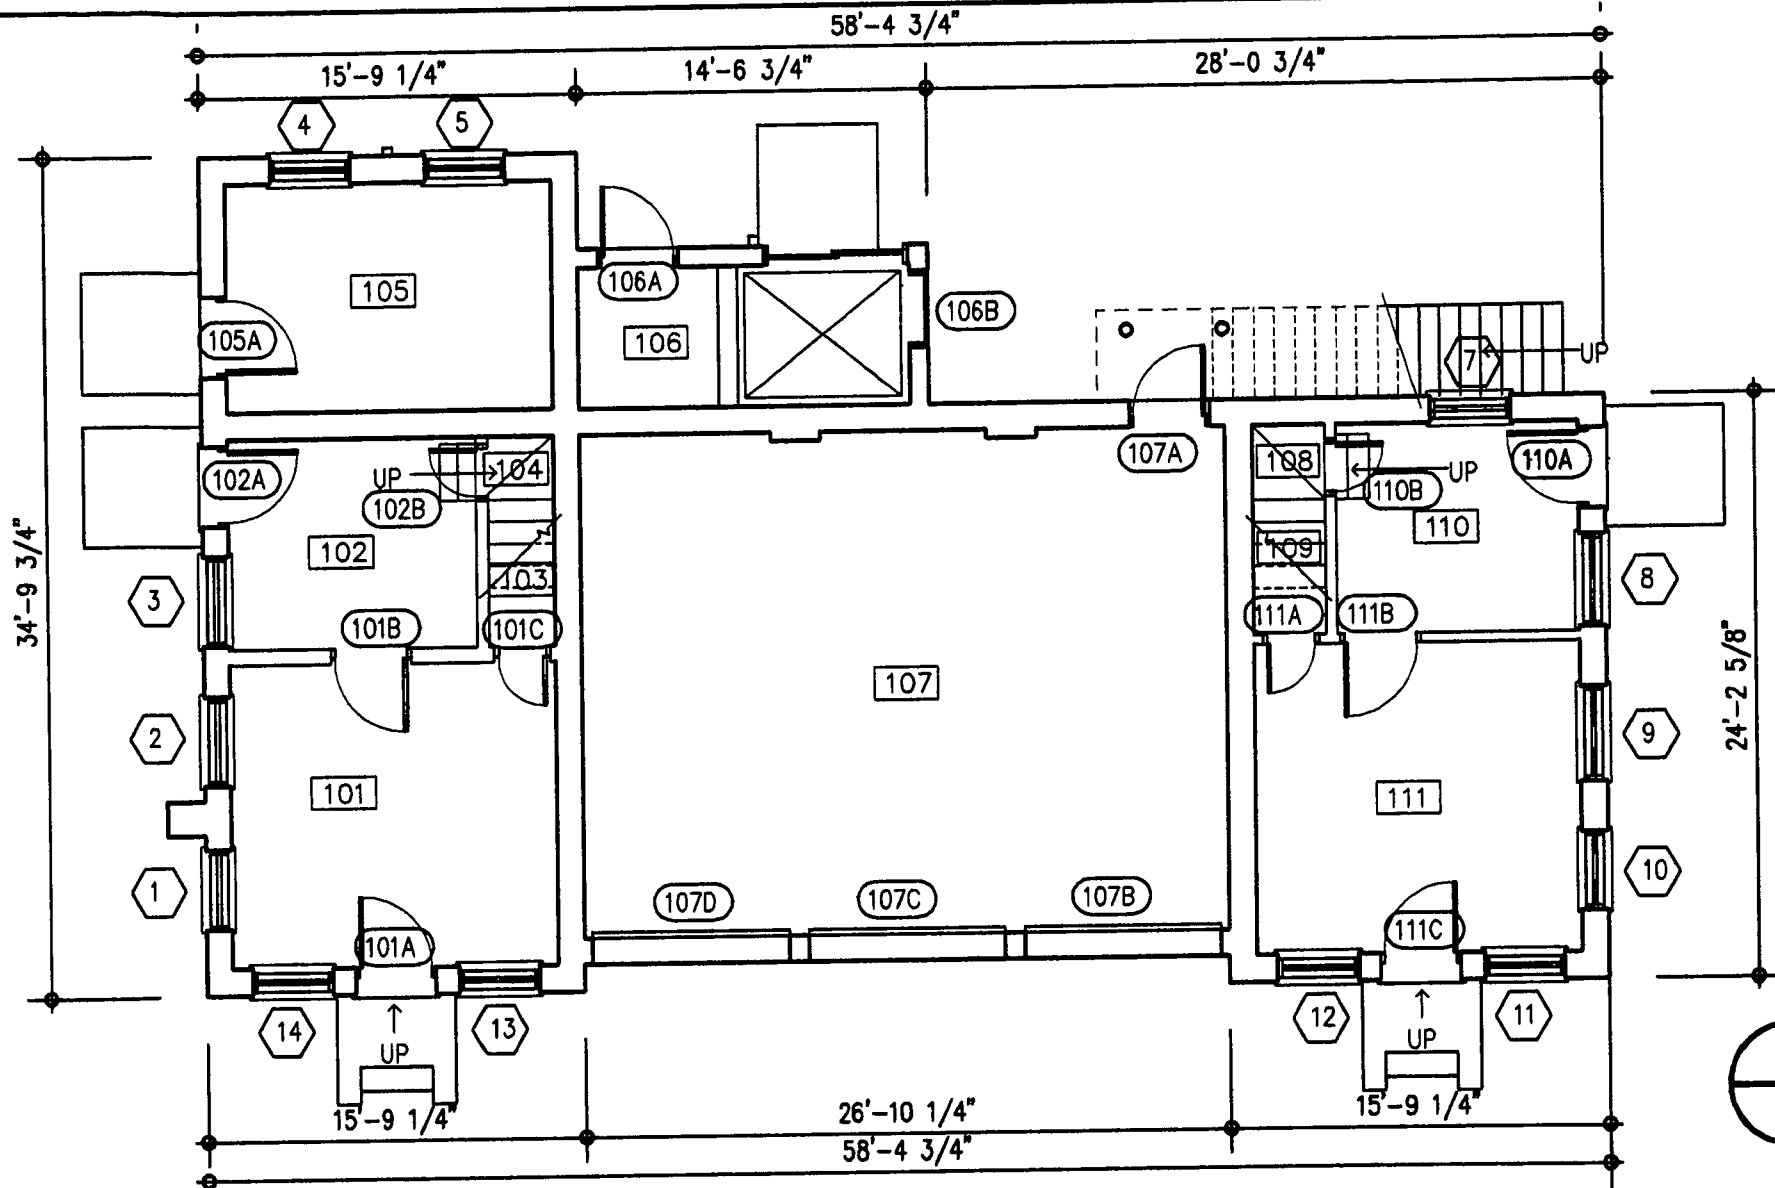 58'-4 3/4"
15'-9 1/4" 14'-6 3/4" 28'-0 3/4"
4 5
105 106A
105A 106 106B
7 UP
34'-9 3/4"
102A UP 104 107A 108 UP 110A
102B 110B
102 110
109
3 103 8
101B 101C 111A 111B
24'-2 5/8"
2 107 9
101 111
1 107D 107C 107B 10
101A 111C
14 13 12 11
UP UP
15'-9 1/4" 26'-10 1/4" 15'-9 1/4"
58'-4 3/4"